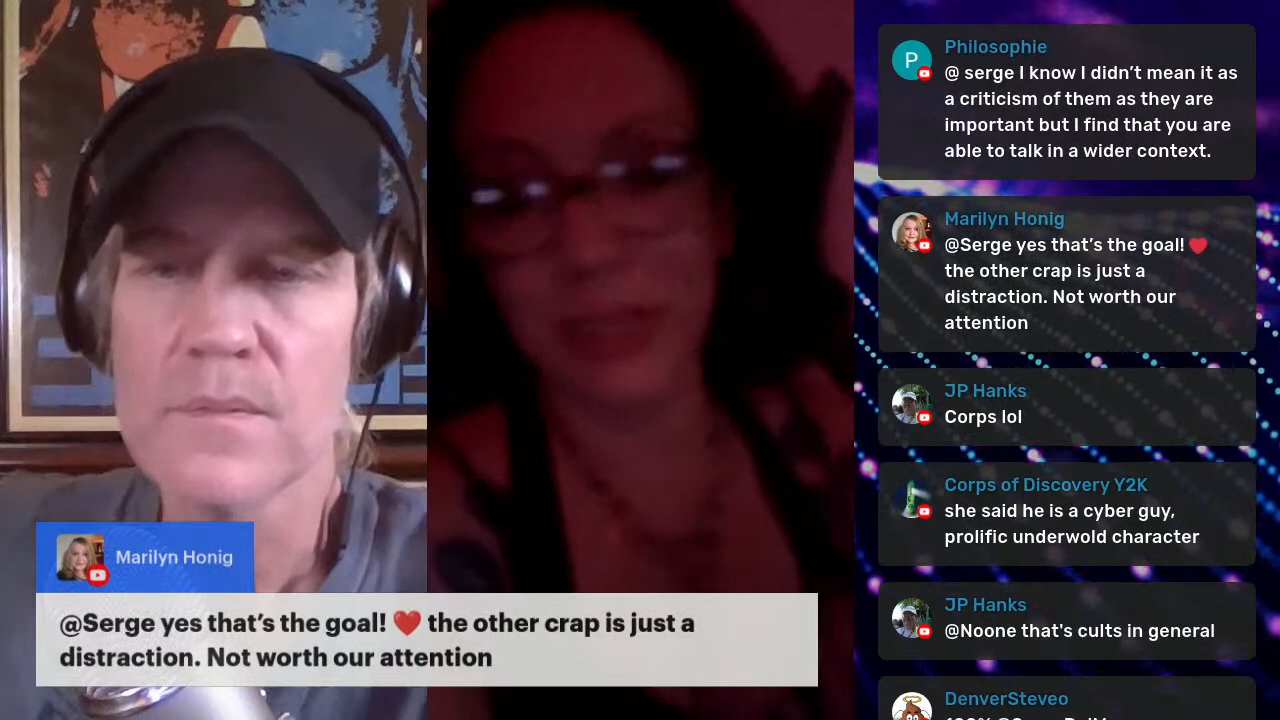 Philosophie
@ serge I know I didn’t mean it as
a criticism of them as they are
important but I find that you are
able to talk in a wider context.
Marilyn Honig
@Serge yes that’s the goal! ❤️
the other crap is just a
distraction. Not worth our
attention
JP Hanks
Corps lol
Corps of Discovery Y2K
she said he is a cyber guy,
prolific underwold character
JP Hanks
@Noone that's cults in general
DenverSteveo
Marilyn Honig
@Serge yes that’s the goal! ❤️ the other crap is just a
distraction. Not worth our attention
P